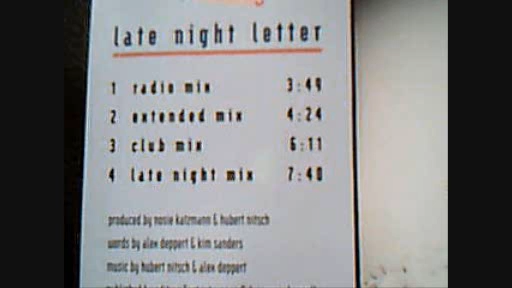 late night letter
1 radio mix 3:49
2 extended mix 4:24
3 club mix 6:11
4 late night mix 7:40
produced by nosie katzmann & hubert nitsch
words by alex deppert & kim sanders
music by hubert nitsch & alex deppert